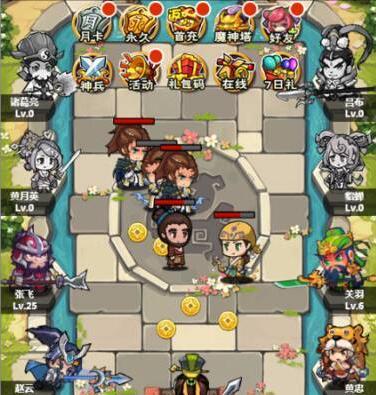 月卡 永久 首充 魔神塔 好友
神兵 活动 礼包码 在线 7日礼
诸葛亮 吕布
Lv.0 Lv.0
黄月英 貂蝉
Lv.0 Lv.0
张飞 关羽
Lv.25 Lv.6
赵云 黄忠